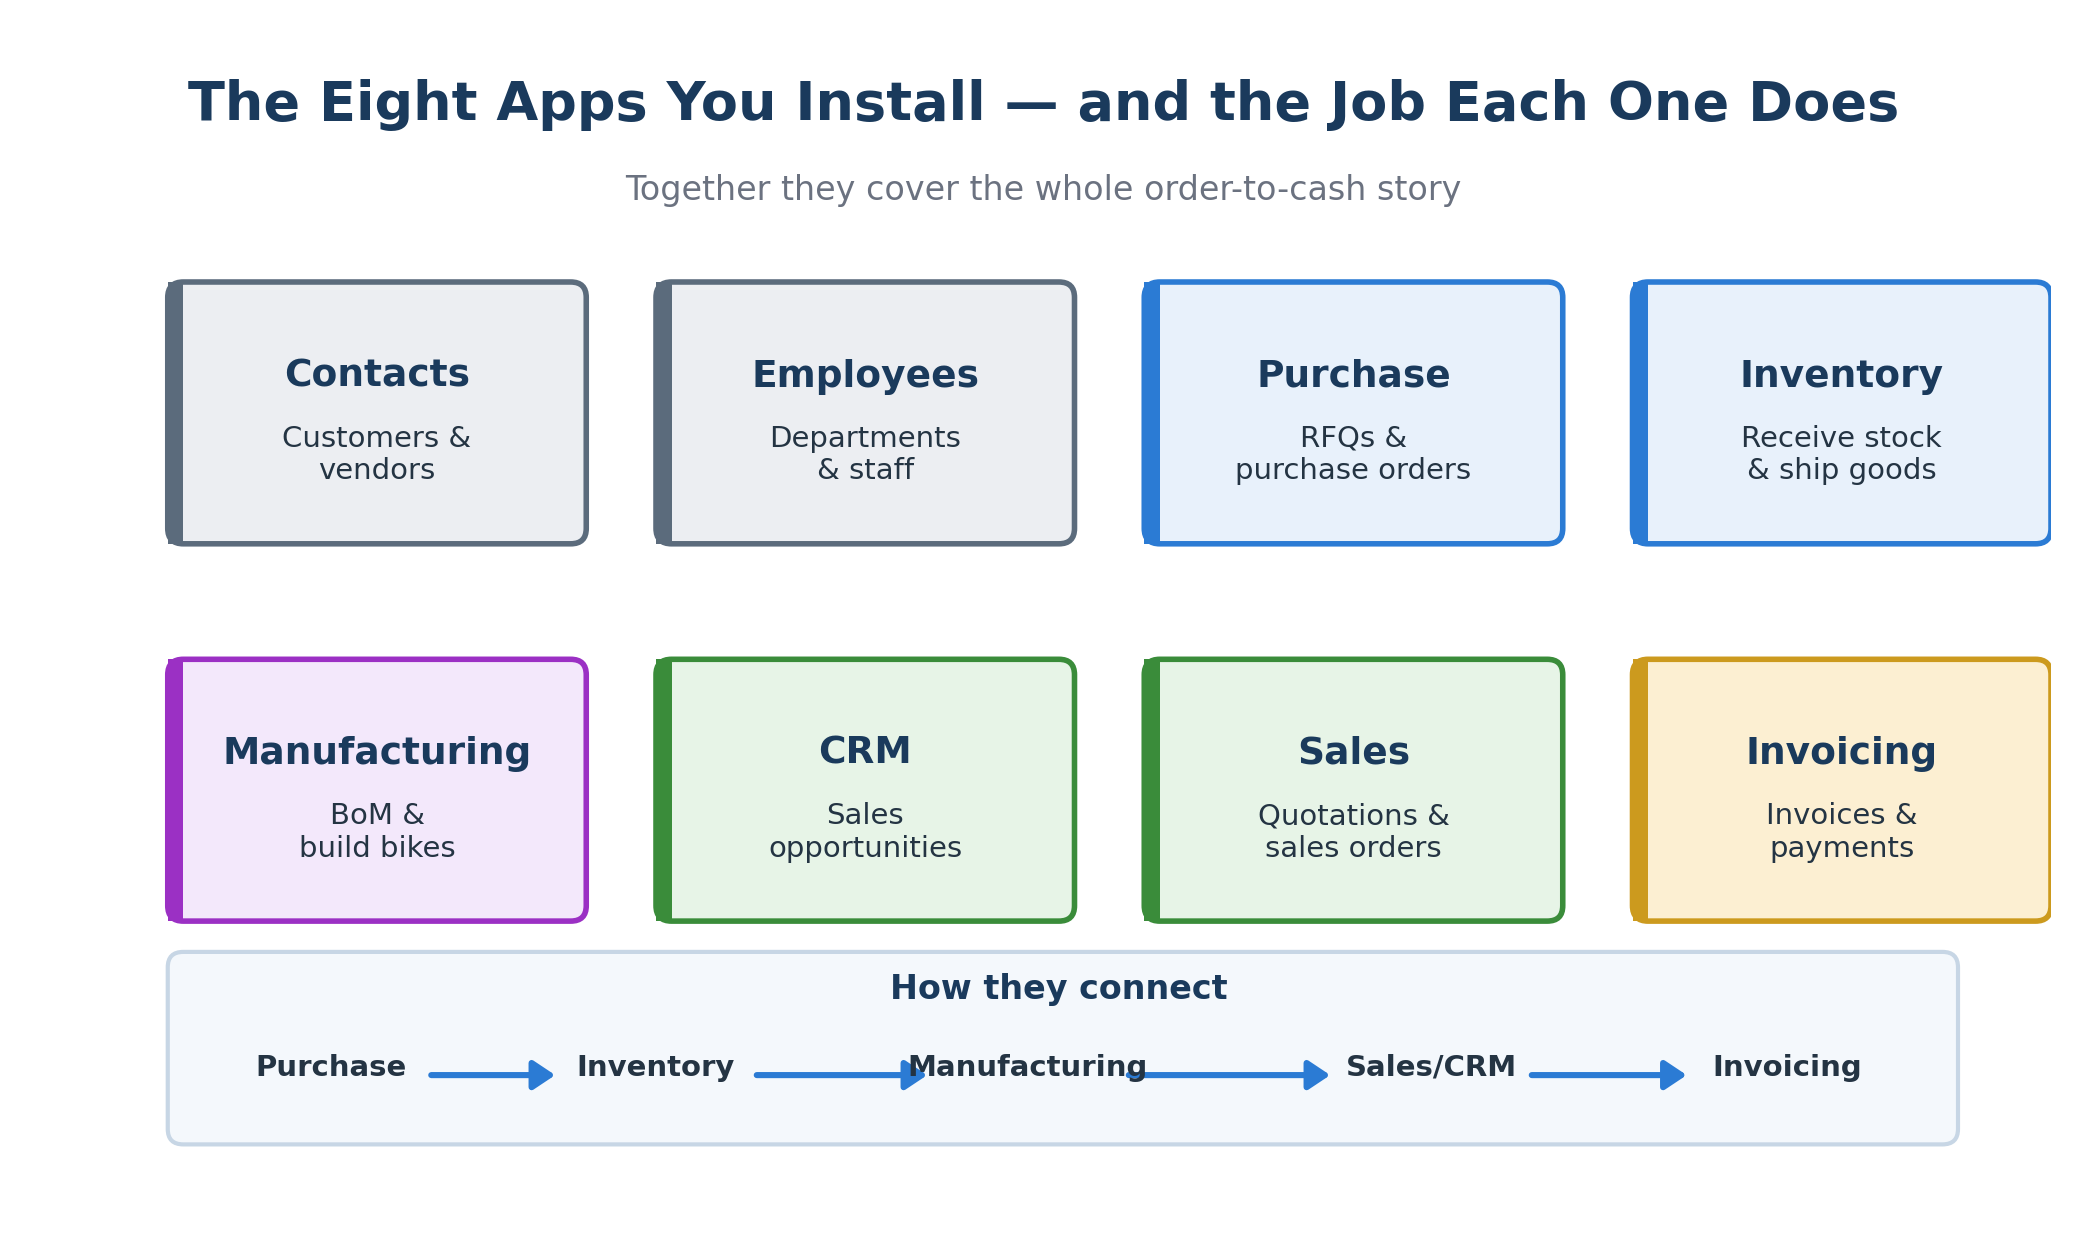 The Eight Apps You Install — and the Job Each One Does
Together they cover the whole order-to-cash story
Contacts
Customers &
vendors
Employees
Departments
& staff
Purchase
RFQs &
purchase orders
Inventory
Receive stock
& ship goods
Manufacturing
BoM &
build bikes
CRM
Sales
opportunities
Sales
Quotations &
sales orders
Invoicing
Invoices &
payments
How they connect
Purchase
Inventory
Manufacturing
Sales/CRM
Invoicing